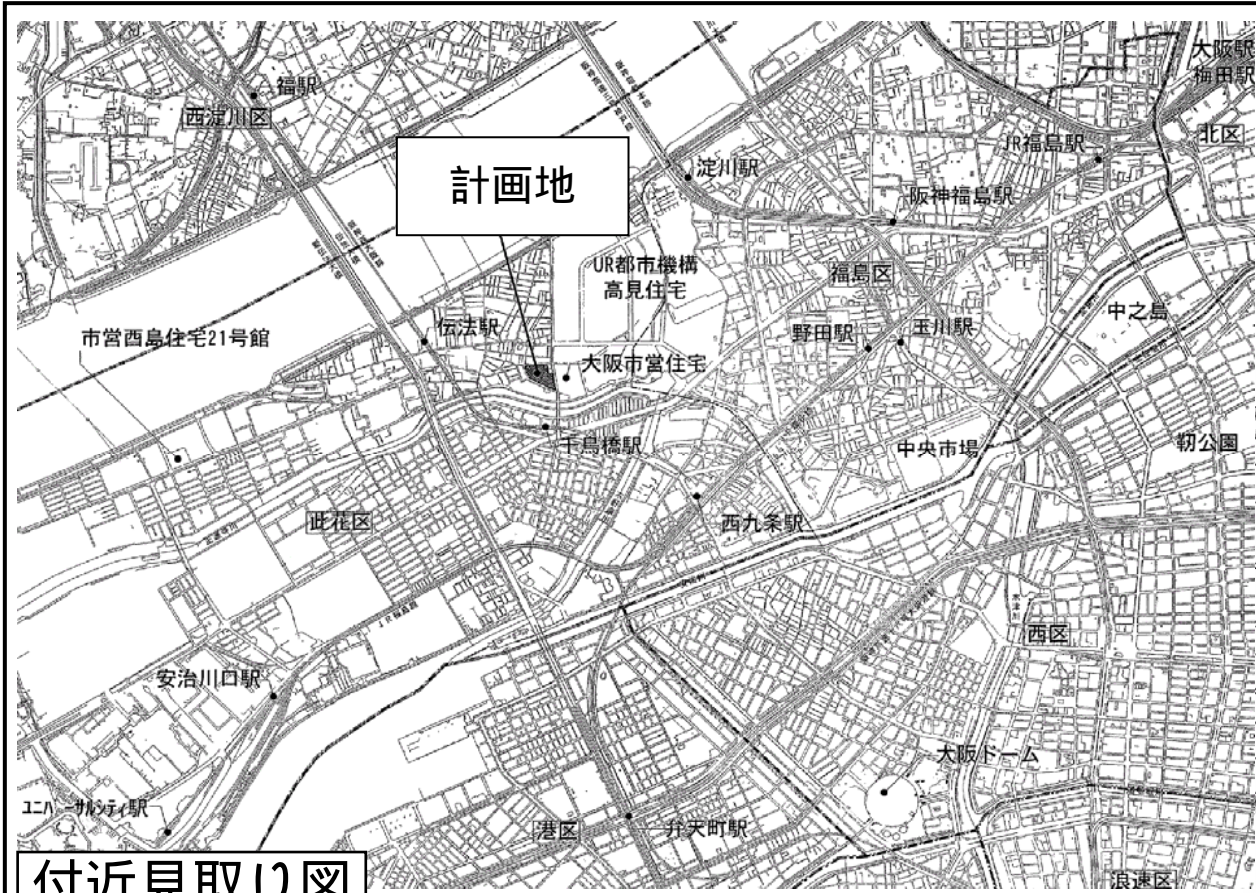 大阪駅
梅田駅
福駅
西淀川区
北区
JR福島駅
計画地
淀川駅
阪神福島駅
UR都市機構
高見住宅
福島区
中之島
市営酉島住宅21号館
伝法駅
野田駅
玉川駅
大阪市営住宅
千鳥橋駅
中央市場
靭公園
此花区
西九条駅
西区
安治川口駅
大阪ドーム
ユニバーサルシティ駅
港区
弁天町駅
付近見取り図
浪速区